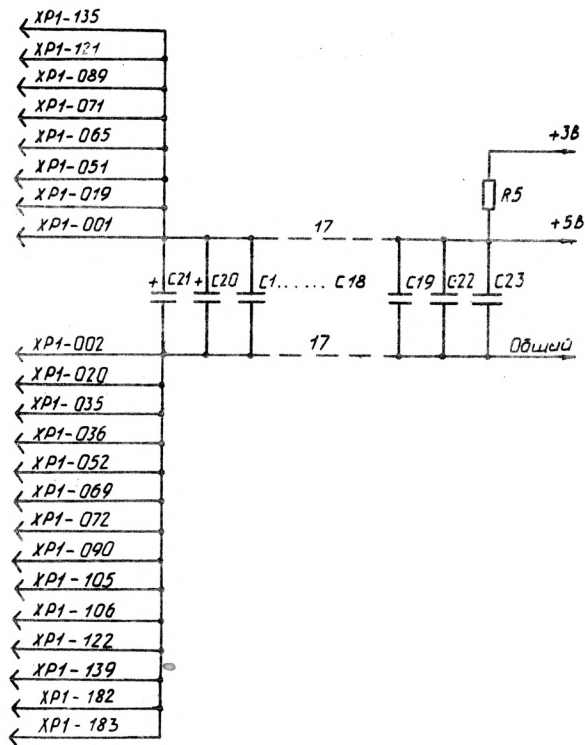 XP1-135
XP1-121
XP1-089
XP1-071
XP1-065
XP1-051
XP1-019
XP1-001
+3В
R5
17
+5В
+ C21 + C20 C1...... C18 C19 C22 C23
XP1-002
17
Общий
XP1-020
XP1-035
XP1-036
XP1-052
XP1-069
XP1-072
XP1-090
XP1-105
XP1-106
XP1-122
XP1-139
XP1-182
XP1-183